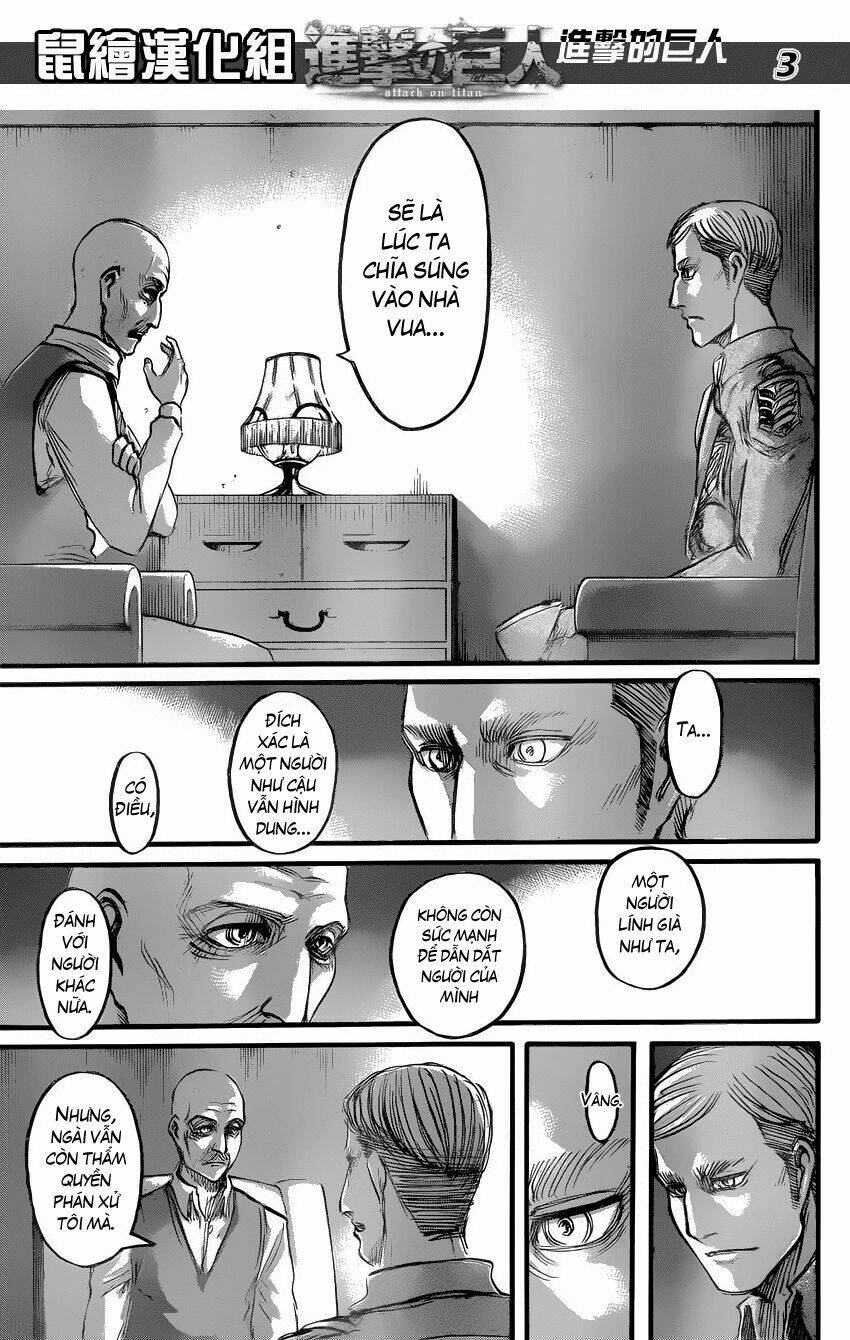 鼠繪漢化組
進撃の巨人
attack on titan
進擊的巨人
3
SẼ LÀ
LÚC TA
CHĨA SÚNG
VÀO NHÀ
VUA...
TA...
ĐÍCH
XÁC LÀ
MỘT NGƯỜI
NHƯ CẬU
VẪN HÌNH
DUNG...
CÓ
ĐIỀU,
MỘT
NGƯỜI
LÍNH GIÀ
NHƯ TA,
KHÔNG CÒN
SỨC MẠNH
ĐỂ DẪN DẮT
NGƯỜI CỦA
MÌNH
ĐÁNH
VỚI
NGƯỜI
KHÁC
NỮA.
VÂNG.
NHƯNG,
NGÀI VẪN
CÒN THẨM
QUYỀN
PHÁN XỬ
TÔI MÀ.